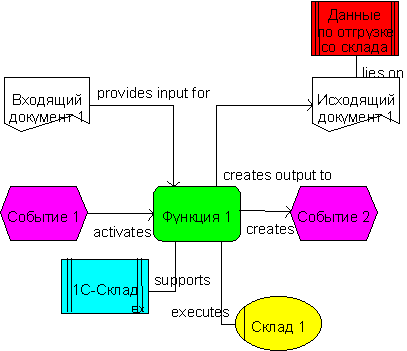 Данные
по отгрузке
со склада
lies on
Входящий
документ 1
provides input for
Исходящий
документ 1
creates output to
Событие 1
activates
Функция 1
creates
Событие 2
1С-Склад
ex
supports
executes
Склад 1